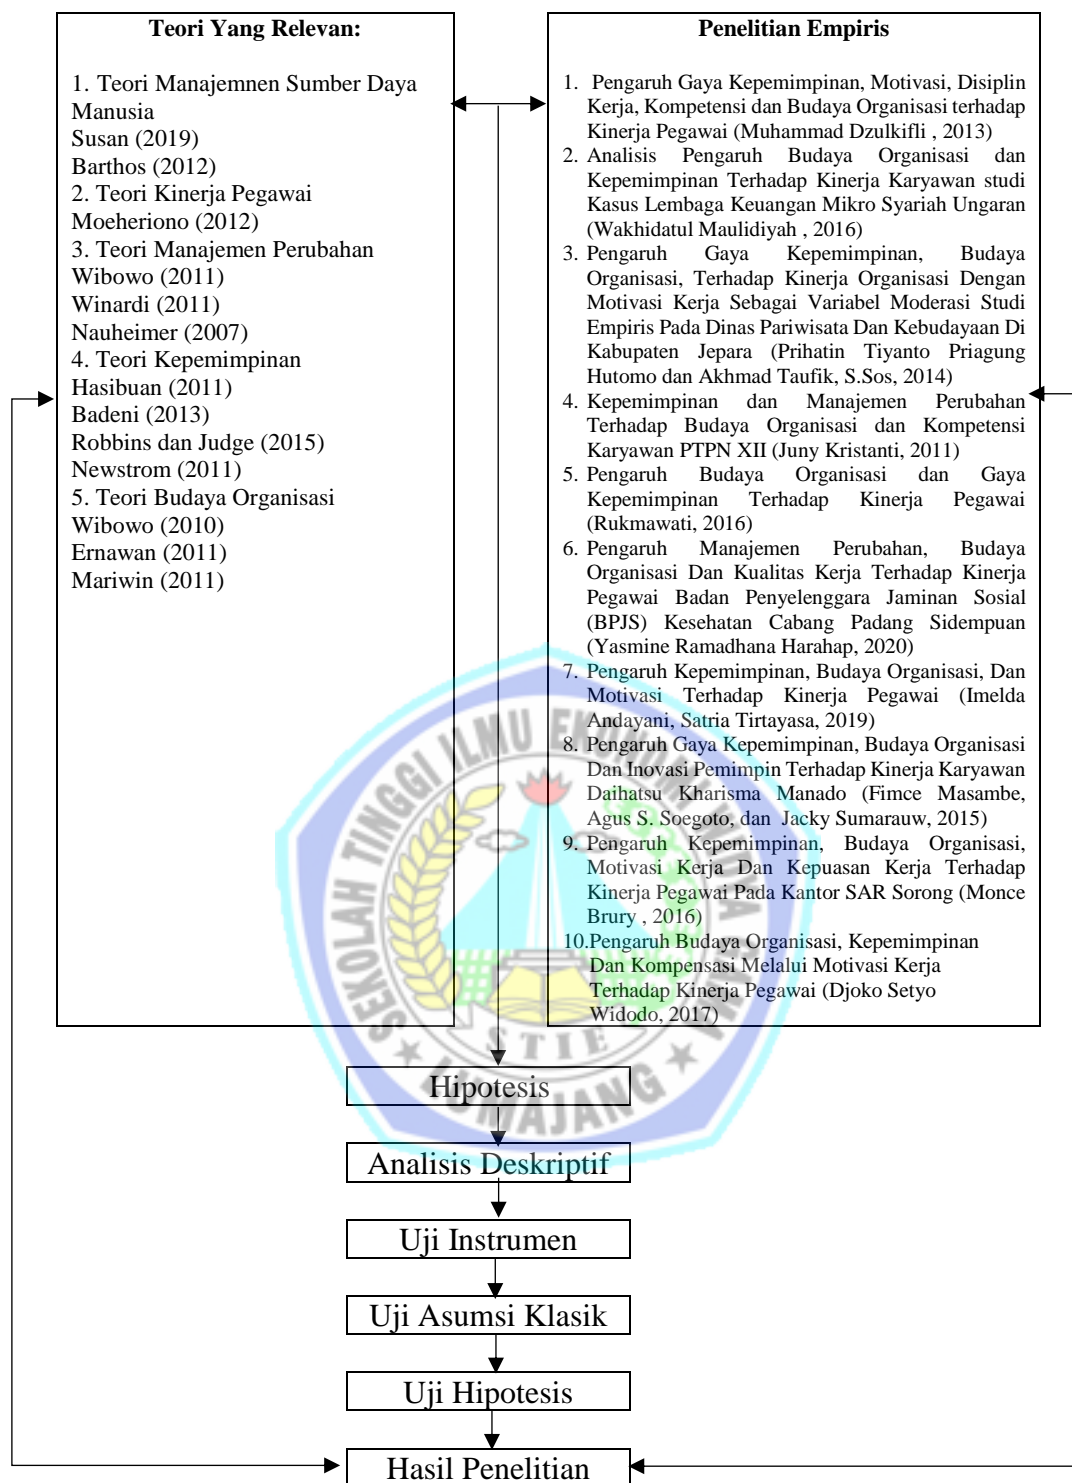 Teori Yang Relevan:
1. Teori Manajemnen Sumber Daya
Manusia
Susan (2019)
Barthos (2012)
2. Teori Kinerja Pegawai
Moeheriono (2012)
3. Teori Manajemen Perubahan
Wibowo (2011)
Winardi (2011)
Nauheimer (2007)
4. Teori Kepemimpinan
Hasibuan (2011)
Badeni (2013)
Robbins dan Judge (2015)
Newstrom (2011)
5. Teori Budaya Organisasi
Wibowo (2010)
Ernawan (2011)
Mariwin (2011)
Penelitian Empiris
1. Pengaruh Gaya Kepemimpinan, Motivasi, Disiplin
Kerja, Kompetensi dan Budaya Organisasi terhadap
Kinerja Pegawai (Muhammad Dzulkifli , 2013)
2. Analisis Pengaruh Budaya Organisasi dan
Kepemimpinan Terhadap Kinerja Karyawan studi
Kasus Lembaga Keuangan Mikro Syariah Ungaran
(Wakhidatul Maulidiyah , 2016)
3. Pengaruh Gaya Kepemimpinan, Budaya
Organisasi, Terhadap Kinerja Organisasi Dengan
Motivasi Kerja Sebagai Variabel Moderasi Studi
Empiris Pada Dinas Pariwisata Dan Kebudayaan Di
Kabupaten Jepara (Prihatin Tiyanto Priagung
Hutomo dan Akhmad Taufik, S.Sos, 2014)
4. Kepemimpinan dan Manajemen Perubahan
Terhadap Budaya Organisasi dan Kompetensi
Karyawan PTPN XII (Juny Kristanti, 2011)
5. Pengaruh Budaya Organisasi dan Gaya
Kepemimpinan Terhadap Kinerja Pegawai
(Rukmawati, 2016)
6. Pengaruh Manajemen Perubahan, Budaya
Organisasi Dan Kualitas Kerja Terhadap Kinerja
Pegawai Badan Penyelenggara Jaminan Sosial
(BPJS) Kesehatan Cabang Padang Sidempuan
(Yasmine Ramadhana Harahap, 2020)
7. Pengaruh Kepemimpinan, Budaya Organisasi, Dan
Motivasi Terhadap Kinerja Pegawai (Imelda
Andayani, Satria Tirtayasa, 2019)
8. Pengaruh Gaya Kepemimpinan, Budaya Organisasi
Dan Inovasi Pemimpin Terhadap Kinerja Karyawan
Daihatsu Kharisma Manado (Fimce Masambe,
Agus S. Soegoto, dan Jacky Sumarauw, 2015)
9. Pengaruh Kepemimpinan, Budaya Organisasi,
Motivasi Kerja Dan Kepuasan Kerja Terhadap
Kinerja Pegawai Pada Kantor SAR Sorong (Monce
Brury , 2016)
10.Pengaruh Budaya Organisasi, Kepemimpinan
Dan Kompensasi Melalui Motivasi Kerja
Terhadap Kinerja Pegawai (Djoko Setyo
Widodo, 2017)
SEKOLAH TINGGI ILMU EKONOMI WIDYA GAMA
STIE
LUMAJANG
Hipotesis
Analisis Deskriptif
Uji Instrumen
Uji Asumsi Klasik
Uji Hipotesis
Hasil Penelitian